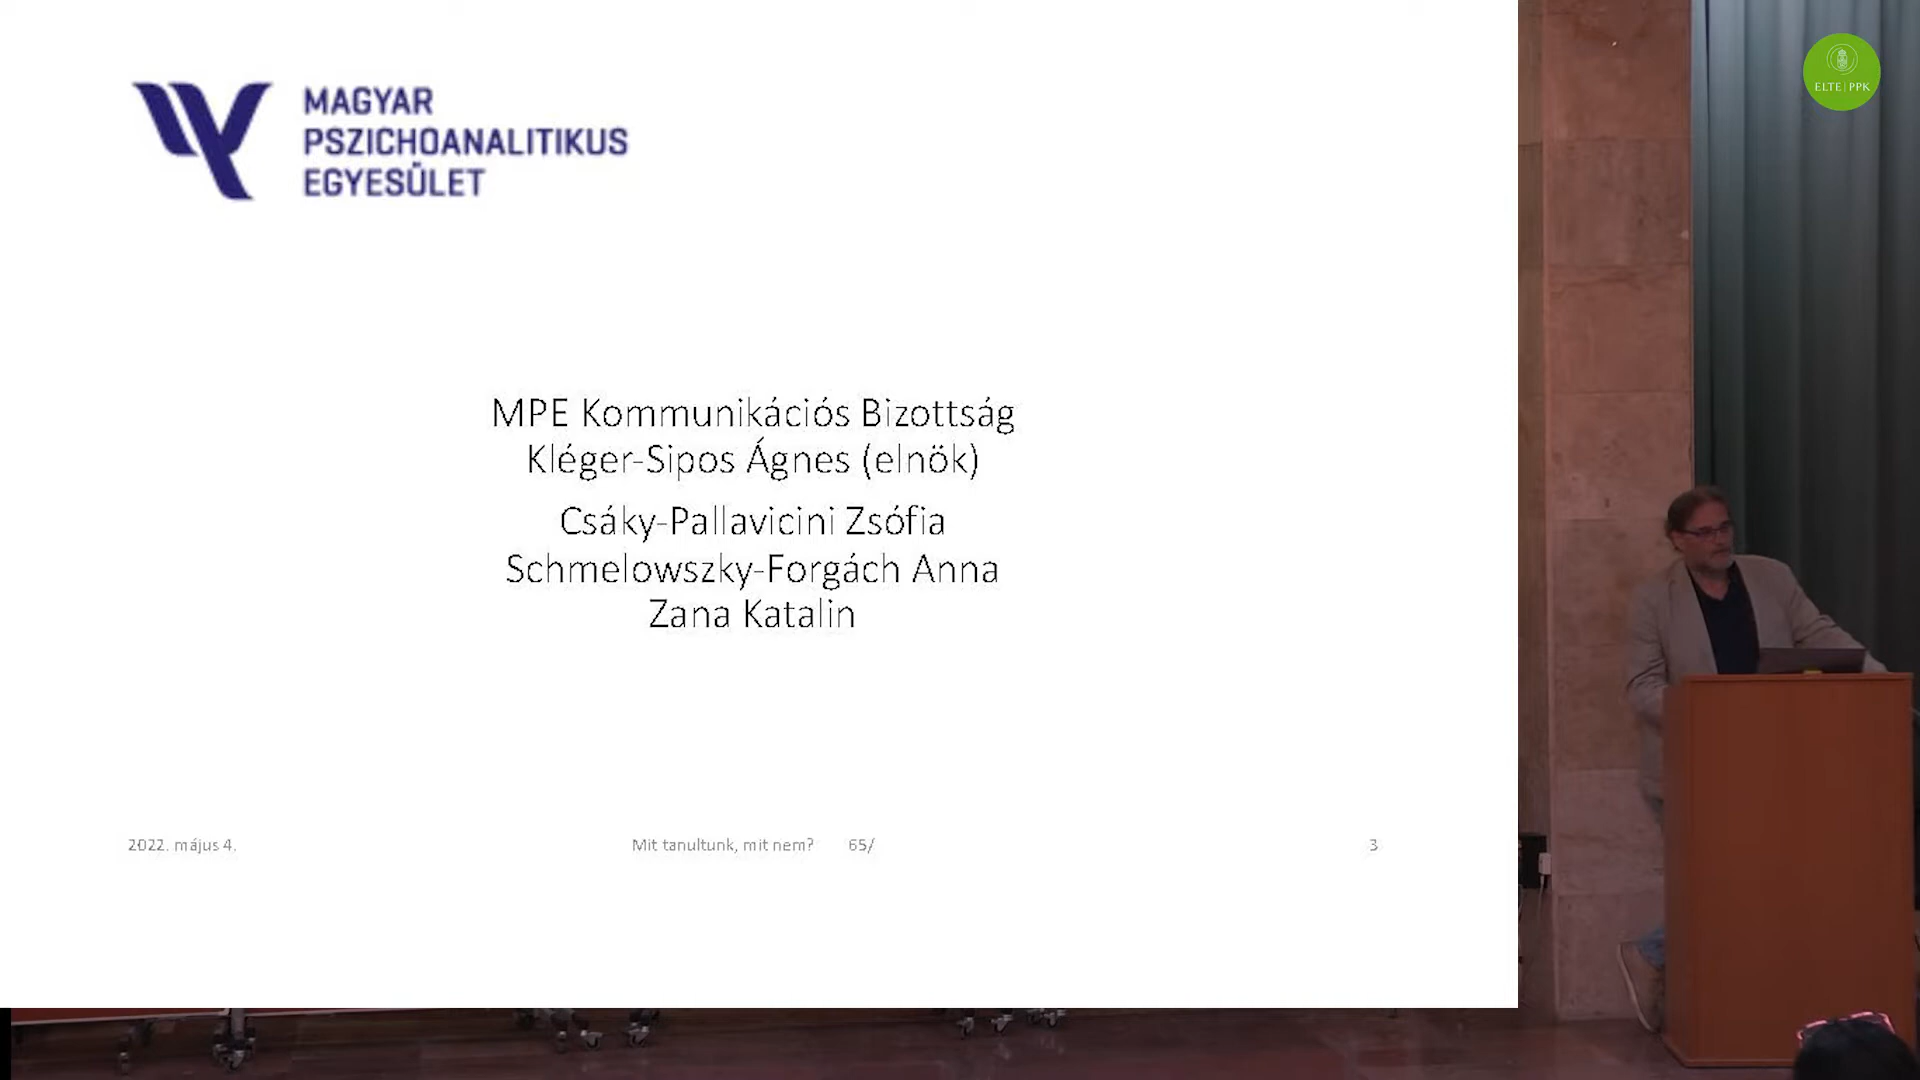 MAGYAR
PSZICHOANALITIKUS
EGYESÜLET
MPE Kommunikációs Bizottság
Kléger-Sipos Ágnes (elnök)
Csáky-Pallavicini Zsófia
Schmelowszky-Forgách Anna
Zana Katalin
2022. május 4.
Mit tanultunk, mit nem? 65/
3
ELTE | PPK